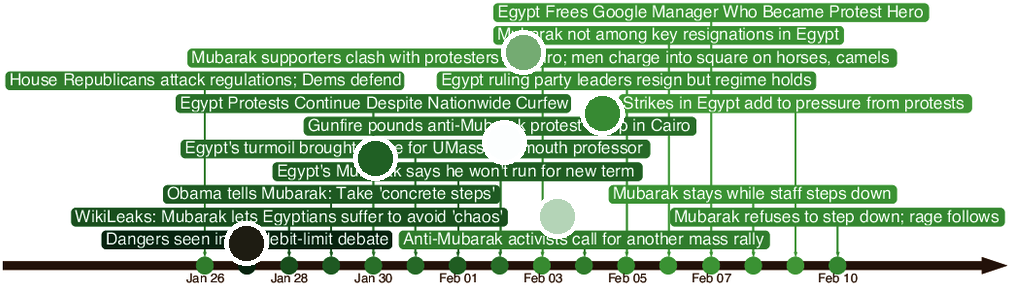 Egypt Frees Google Manager Who Became Protest Hero
Mubarak not among key resignations in Egypt
Mubarak supporters clash with protesters men charge into square on horses, camels
House Republicans attack regulations; Dems defend
Egypt ruling party leaders resign but regime holds
Egypt Protests Continue Despite Nationwide Curfew
Strikes in Egypt add to pressure from protests
Gunfire pounds anti-Mubarak protest in Cairo
Egypt's turmoil brought for UMass professor
Egypt's Mubarak says he won't run for new term
Obama tells Mubarak: Take 'concrete steps'
Mubarak stays while staff steps down
WikiLeaks: Mubarak lets Egyptians suffer to avoid 'chaos'
Mubarak refuses to step down; rage follows
Dangers seen in debt-limit debate
Anti-Mubarak activists call for another mass rally
Jan 26
Jan 28
Jan 30
Feb 01
Feb 03
Feb 05
Feb 07
Feb 10